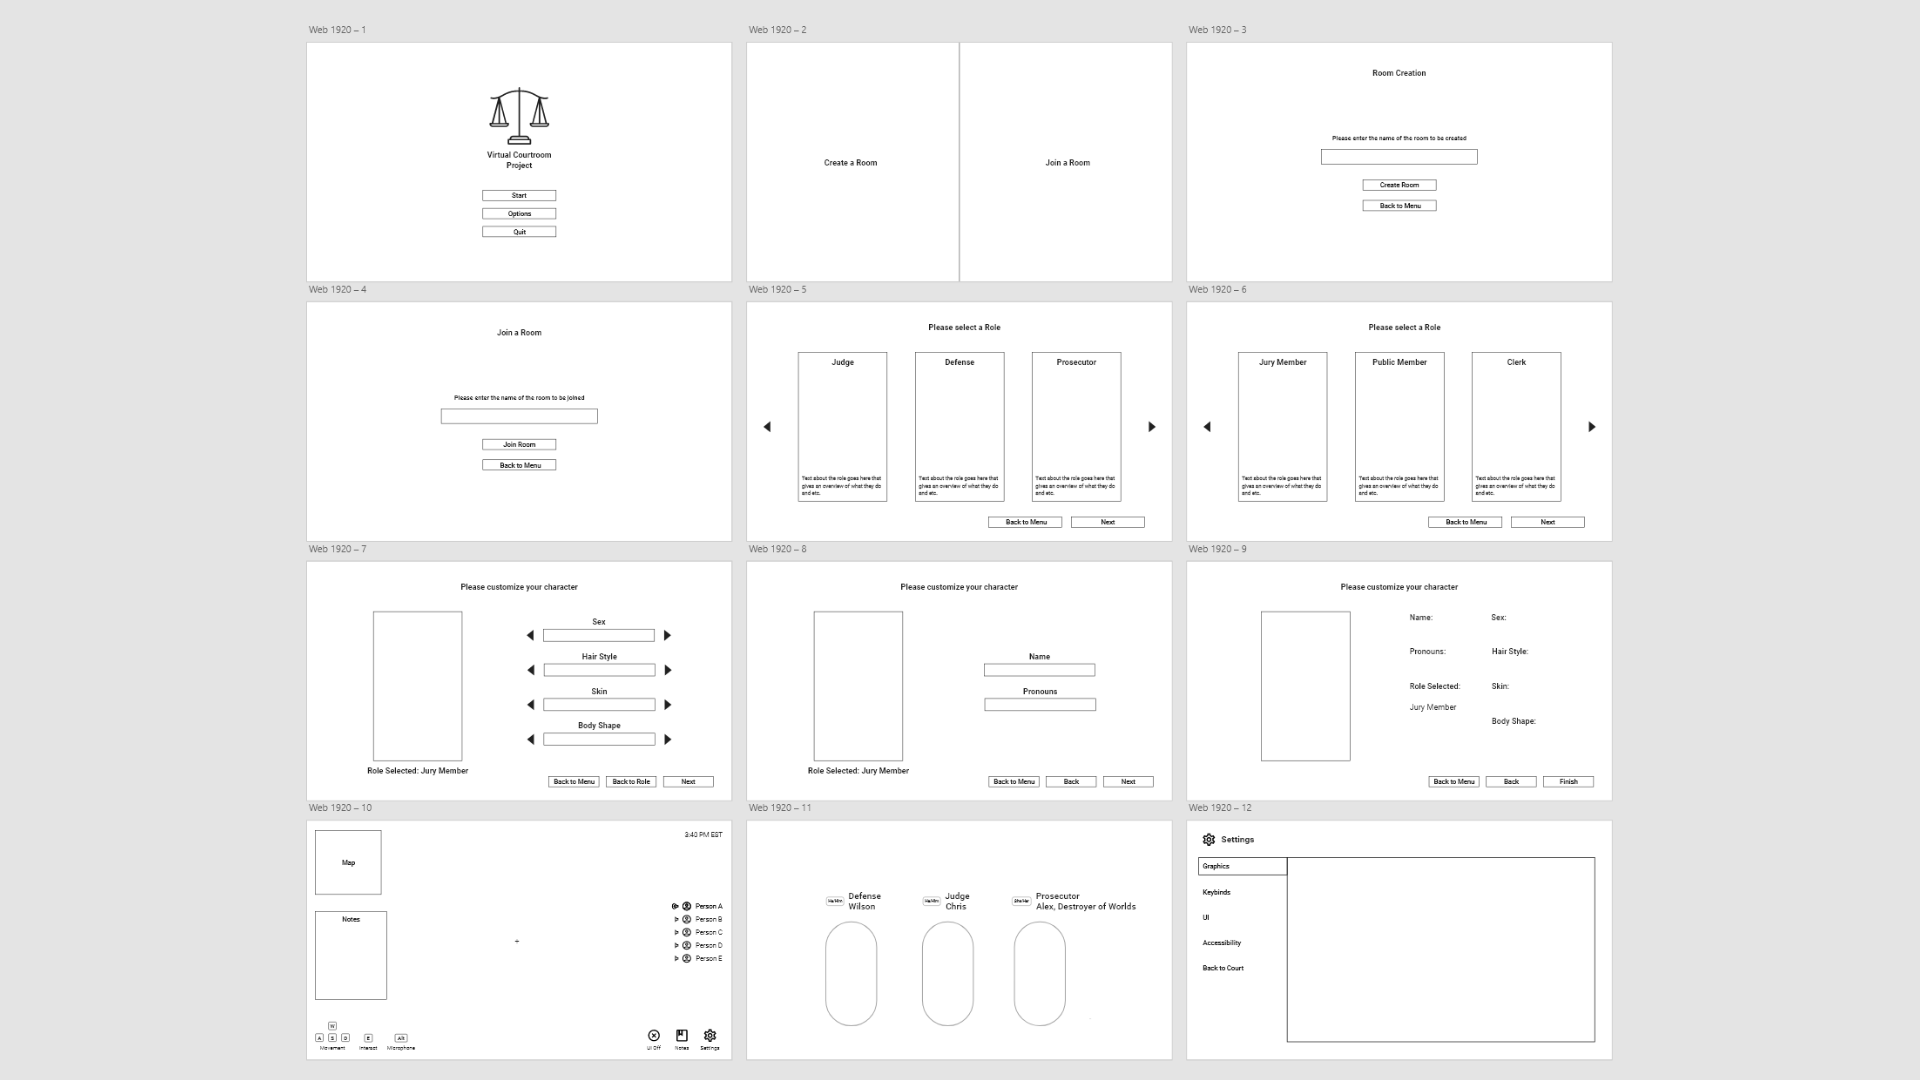 Web 1920 – 1
Virtual Courtroom
Project
Start
Options
Quit
Web 1920 – 2
Create a Room
Join a Room
Web 1920 – 3
Room Creation
Please enter the name of the room to be created
Create Room
Back to Menu
Web 1920 – 4
Join a Room
Please enter the name of the room to be joined
Join Room
Back to Menu
Web 1920 – 5
Please select a Role
Judge
Text about the role goes here that
gives an overview of what they do
and etc.
Defense
Text about the role goes here that
gives an overview of what they do
and etc.
Prosecutor
Text about the role goes here that
gives an overview of what they do
and etc.
Back to Menu
Next
Web 1920 – 6
Please select a Role
Jury Member
Text about the role goes here that
gives an overview of what they do
and etc.
Public Member
Text about the role goes here that
gives an overview of what they do
and etc.
Clerk
Text about the role goes here that
gives an overview of what they do
and etc.
Back to Menu
Next
Web 1920 – 7
Please customize your character
Sex
Hair Style
Skin
Body Shape
Role Selected: Jury Member
Back to Menu
Back to Role
Next
Web 1920 – 8
Please customize your character
Name
Pronouns
Role Selected: Jury Member
Back to Menu
Back
Next
Web 1920 – 9
Please customize your character
Name:
Sex:
Pronouns:
Hair Style:
Role Selected:
Skin:
Jury Member
Body Shape:
Back to Menu
Back
Finish
Web 1920 – 10
Map
3:40 PM EST
Notes
Person A
Person B
Person C
Person D
Person E
W
A
S
D
Movement
E
Interact
Alt
Microphone
UI Off
Notes
Settings
Web 1920 – 11
He/Him
Defense
Wilson
He/Him
Judge
Chris
She/Her
Prosecutor
Alex, Destroyer of Worlds
Web 1920 – 12
Settings
Graphics
Keybinds
UI
Accessibility
Back to Court